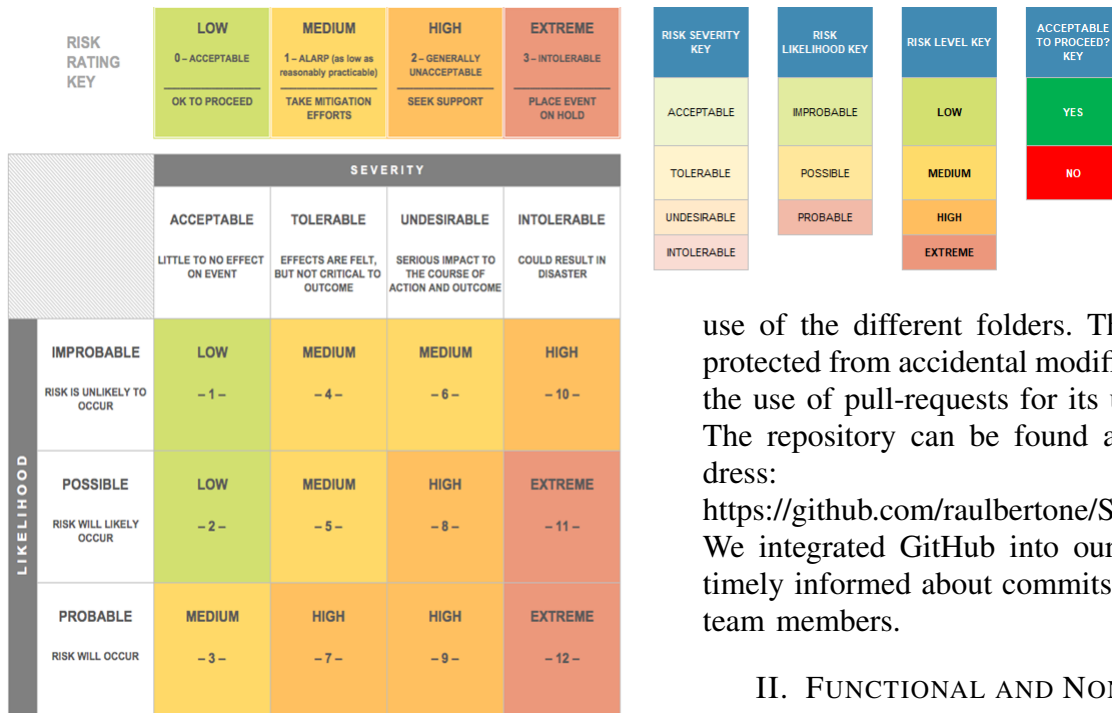 RISK
RATING
KEY
LOW
0 – ACCEPTABLE
OK TO PROCEED
MEDIUM
1 – ALARP (as low as
reasonably practicable)
TAKE MITIGATION
EFFORTS
HIGH
2 – GENERALLY
UNACCEPTABLE
SEEK SUPPORT
EXTREME
3 – INTOLERABLE
PLACE EVENT
ON HOLD
SEVERITY
ACCEPTABLE
LITTLE TO NO EFFECT
ON EVENT
TOLERABLE
EFFECTS ARE FELT,
BUT NOT CRITICAL TO
OUTCOME
UNDESIRABLE
SERIOUS IMPACT TO
THE COURSE OF
ACTION AND OUTCOME
INTOLERABLE
COULD RESULT IN
DISASTER
LIKELIHOOD
IMPROBABLE
RISK IS UNLIKELY TO
OCCUR
LOW
– 1 –
MEDIUM
– 4 –
MEDIUM
– 6 –
HIGH
– 10 –
POSSIBLE
RISK WILL LIKELY
OCCUR
LOW
– 2 –
MEDIUM
– 5 –
HIGH
– 8 –
EXTREME
– 11 –
PROBABLE
RISK WILL OCCUR
MEDIUM
– 3 –
HIGH
– 7 –
HIGH
– 9 –
EXTREME
– 12 –
RISK SEVERITY
KEY
ACCEPTABLE
TOLERABLE
UNDESIRABLE
INTOLERABLE
RISK
LIKELIHOOD KEY
IMPROBABLE
POSSIBLE
PROBABLE
RISK LEVEL KEY
LOW
MEDIUM
HIGH
EXTREME
ACCEPTABLE
TO PROCEED?
KEY
YES
NO
use of the different folders. Th
protected from accidental modif
the use of pull-requests for its
The repository can be found a
dress:
https://github.com/raulbertone/S
We integrated GitHub into our
timely informed about commits
team members.
II. FUNCTIONAL AND NON